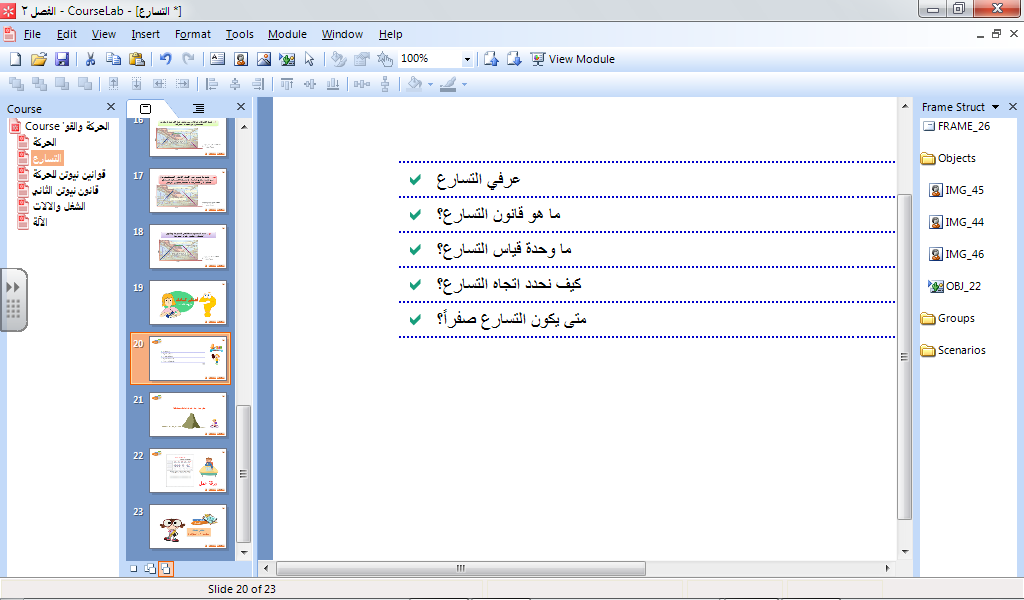 الفصل ٢ - CourseLab - [التسارع *]
File Edit View Insert Format Tools Module Window Help
100%
View Module
Course
Course 'الحركة والقو
الحركة
التسارع
قوانين نيوتن للحركة
قانون نيوتن الثاني
الشغل والآلات
الآلة
16
17
18
19
20
21
22
23
عرفي التسارع
ما هو قانون التسارع؟
ما وحدة قياس التسارع؟
كيف نحدد اتجاه التسارع؟
متى يكون التسارع صفراً؟
Frame Struct
FRAME_26
Objects
IMG_45
IMG_44
IMG_46
OBJ_22
Groups
Scenarios
Slide 20 of 23